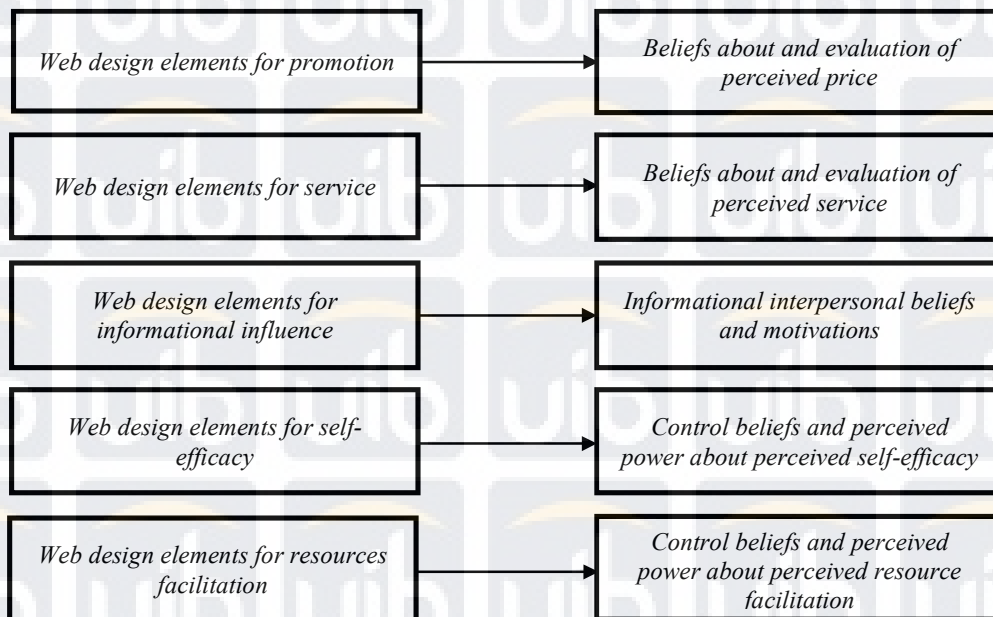 Web design elements for promotion
Beliefs about and evaluation of
perceived price
Web design elements for service
Beliefs about and evaluation of
perceived service
Web design elements for
informational influence
Informational interpersonal beliefs
and motivations
Web design elements for self-
efficacy
Control beliefs and perceived
power about perceived self-efficacy
Web design elements for resources
facilitation
Control beliefs and perceived
power about perceived resource
facilitation
uib